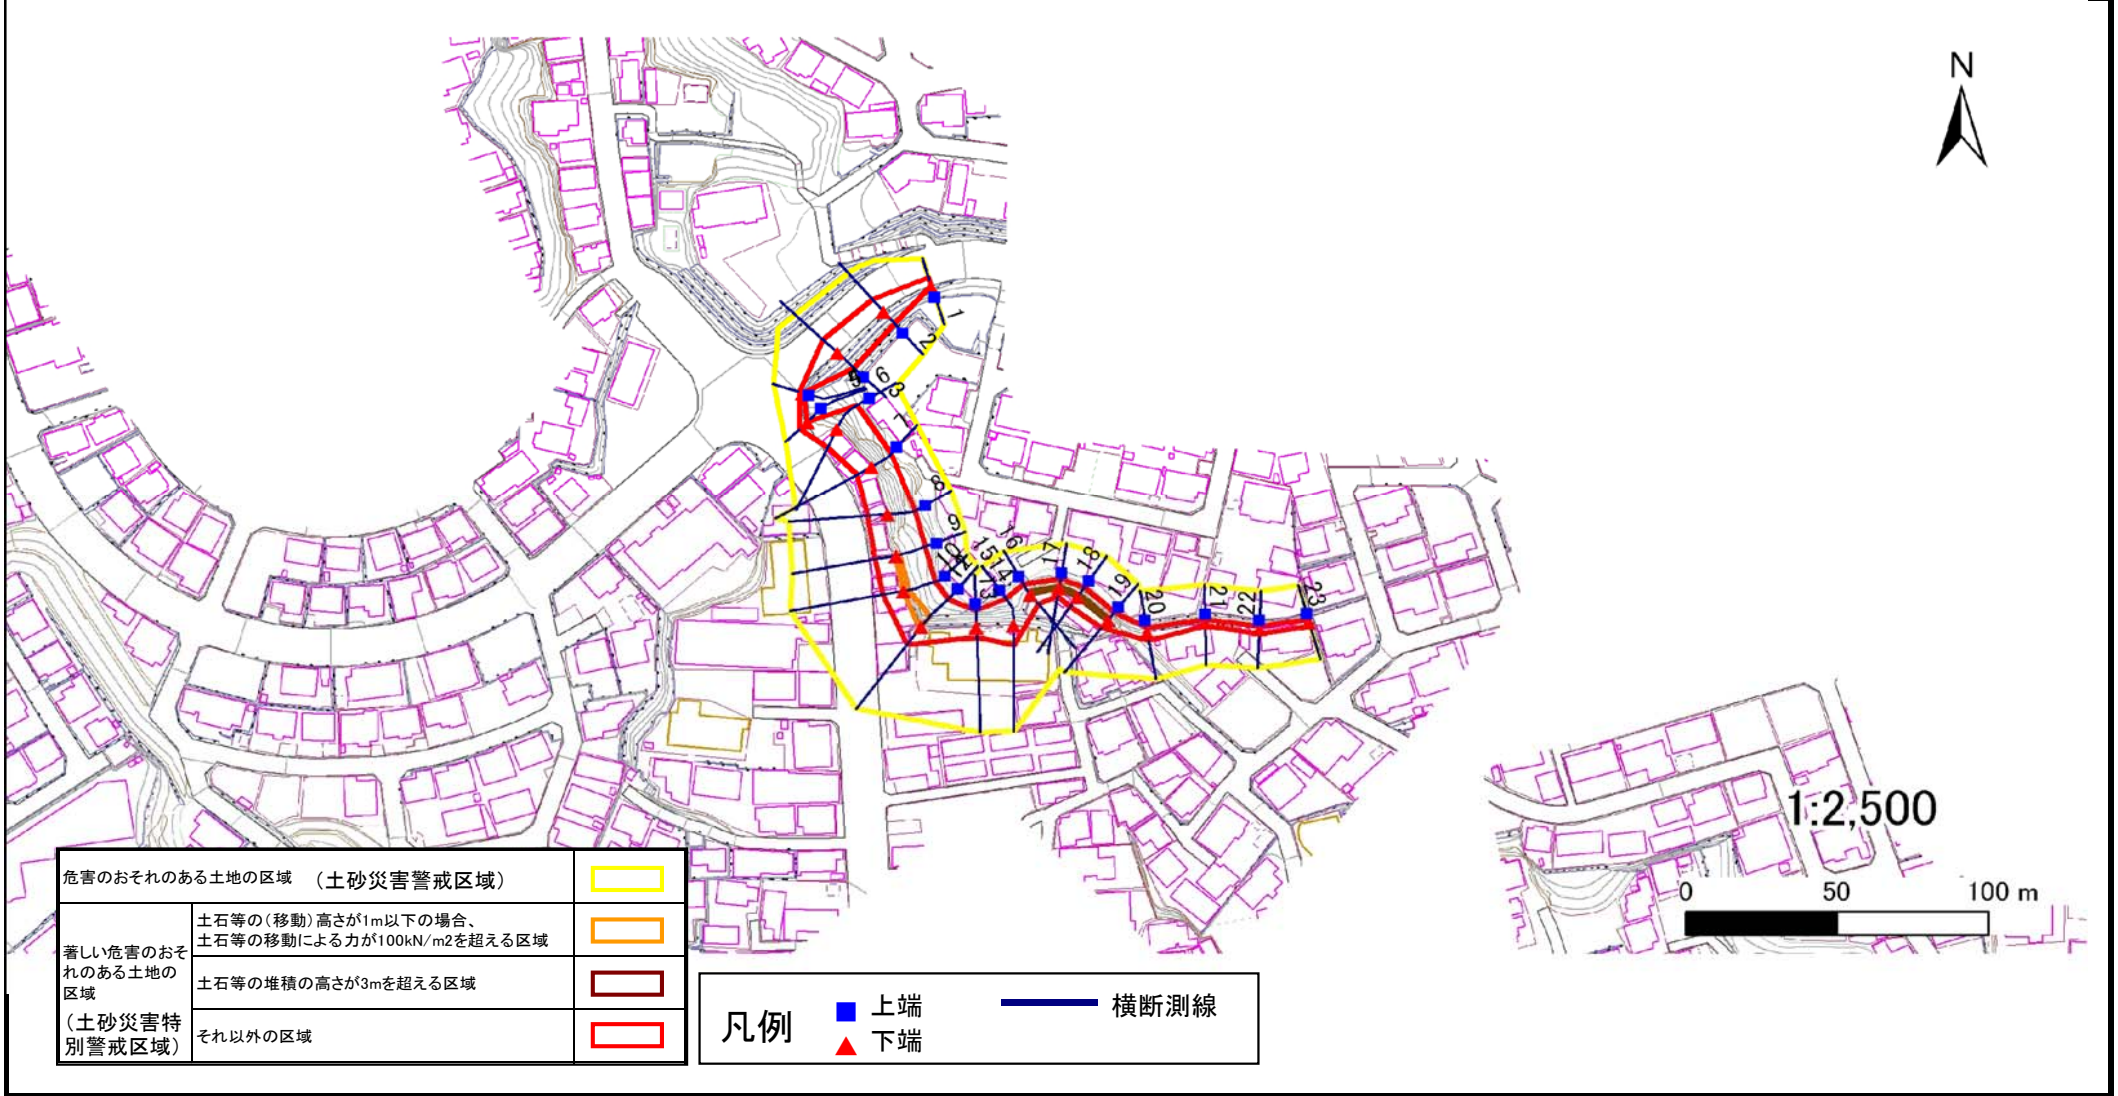 N
1
2
6
3
7
8
9
16
15
14
17
18
19
20
21
22
23
1:2,500
0 50 100 m
危害のおそれのある土地の区域 （土砂災害警戒区域）
著しい危害のおそ
れのある土地の
区域
（土砂災害特
別警戒区域）
土石等の（移動）高さが1m以下の場合、
土石等の移動による力が100kN/m2を超える区域
土石等の堆積の高さが3mを超える区域
それ以外の区域
凡例
上端
下端
横断測線